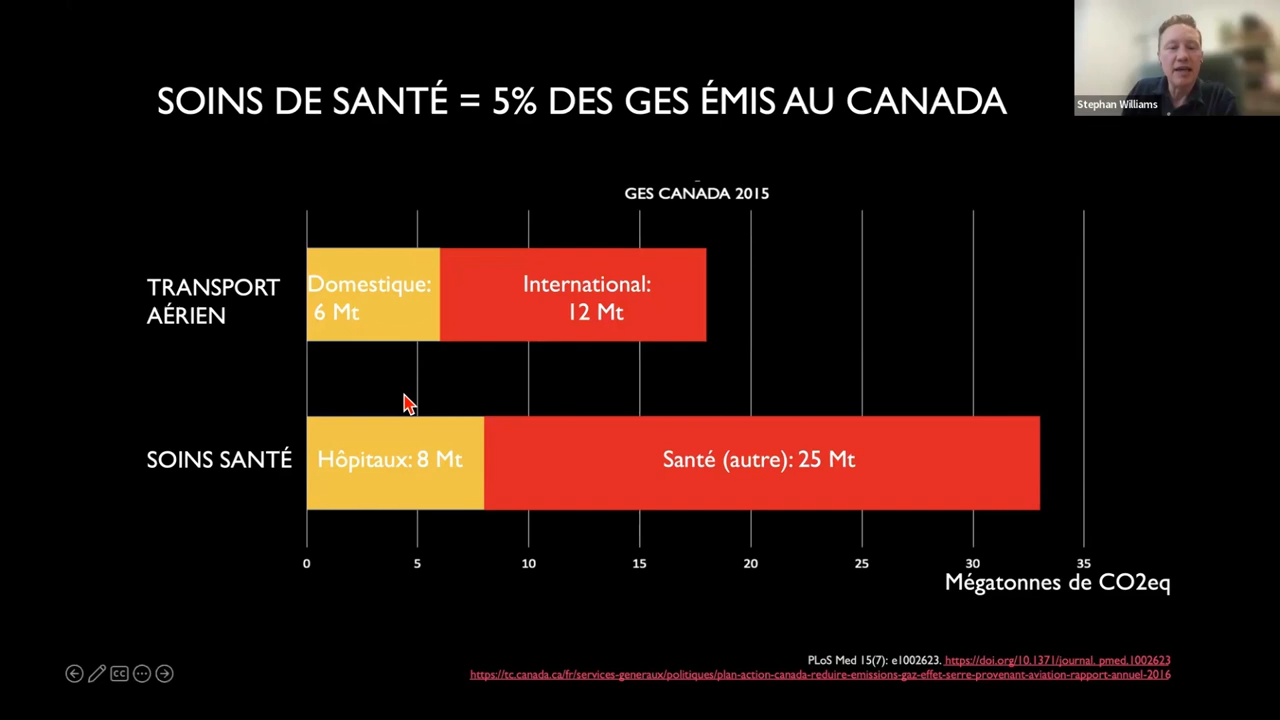 Stephan Williams
SOINS DE SANTÉ = 5% DES GES ÉMIS AU CANADA
GES CANADA 2015
TRANSPORT
AÉRIEN
Domestique:
6 Mt
International:
12 Mt
SOINS SANTÉ
Hôpitaux: 8 Mt
Santé (autre): 25 Mt
0 5 10 15 20 25 30 35
Mégatonnes de CO2eq
PLoS Med 15(7): e1002623. https://doi.org/10.1371/journal. pmed.1002623
https://tc.canada.ca/fr/services-generaux/politiques/plan-action-canada-reduire-emissions-gaz-effet-serre-provenant-aviation-rapport-annuel-2016
CC